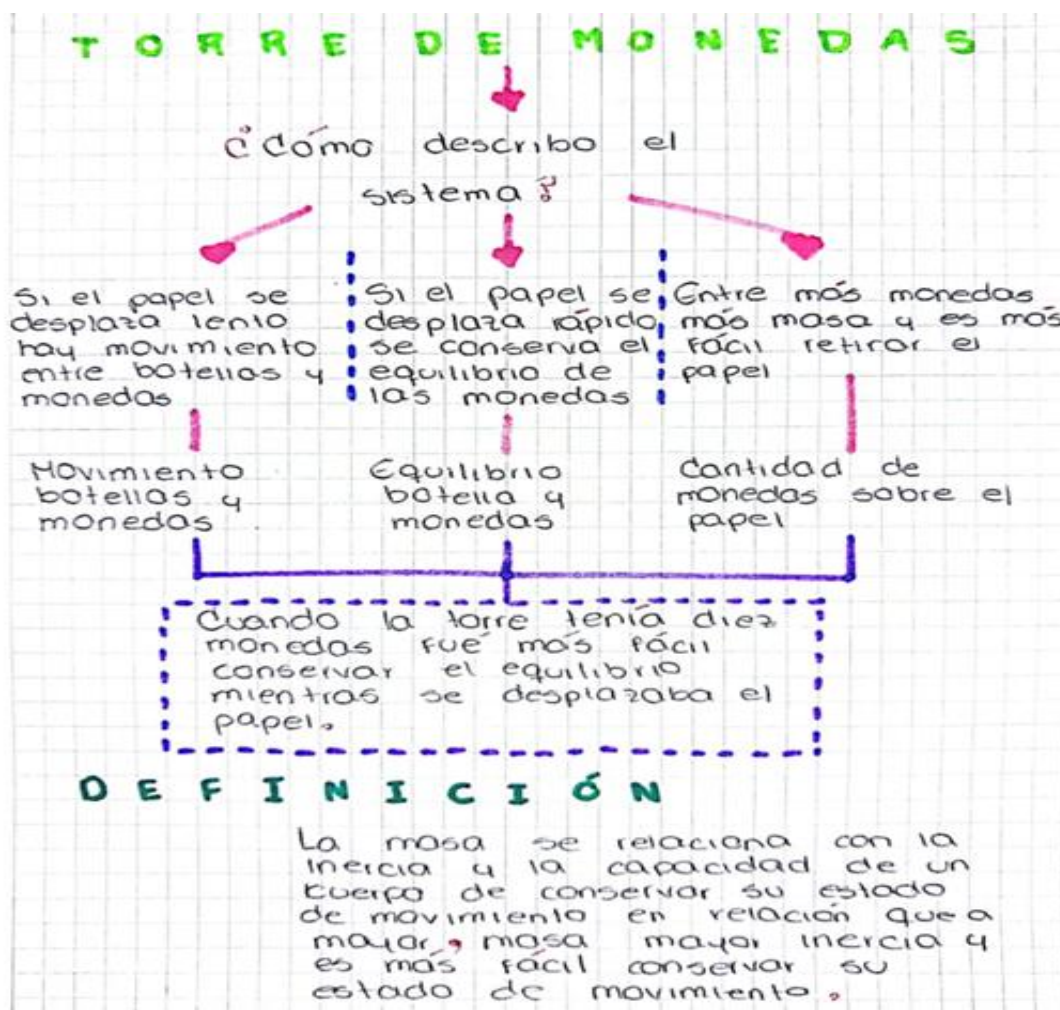 TORRE DE MONEDAS
¿Cómo describo el
sistema?
Si el papel se
desplaza lento
hay movimiento
entre botellas y
monedas
Si el papel se
desplaza rápido
se conserva el
equilibrio de
las monedas
Entre más monedas
más masa y es más
fácil retirar el
papel
Movimiento
botellas y
monedas
Equilibrio
botella y
monedas
Cantidad de
monedas sobre el
papel
Cuando la torre tenía diez
monedas fué más fácil
conservar el equilibrio
mientras se desplazaba el
papel.
DEFINICIÓN
La masa se relaciona con la
inercia y la capacidad de un
cuerpo de conservar su estado
de movimiento en relación que a
mayor, masa mayor inercia y
es más fácil conservar su
estado de movimiento.